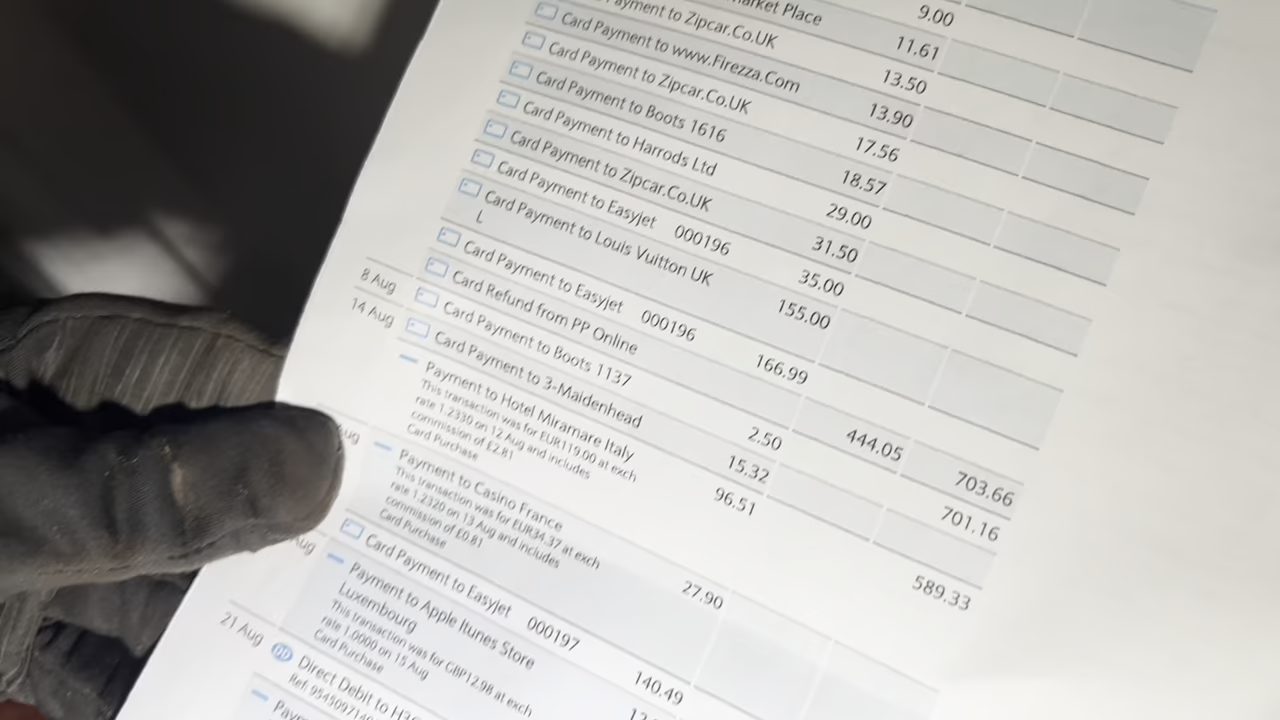 Market Place 9.00
Payment to Zipcar.Co.UK 11.61
Card Payment to www.Firezza.Com 13.50
Card Payment to Zipcar.Co.UK 13.90
Card Payment to Boots 1616 17.56
Card Payment to Harrods Ltd 18.57
Card Payment to Zipcar.Co.UK 29.00
Card Payment to Easyjet 000196 31.50
Card Payment to Louis Vuitton UK 35.00
L
155.00
Card Payment to Easyjet 000196 166.99
Card Refund from PP Online 444.05 703.66
8 Aug Card Payment to Boots 1137 2.50 701.16
14 Aug Card Payment to 3-Maidenhead 15.32
Payment to Hotel Miramare Italy 96.51 589.33
This transaction was for EUR119.00 at exch
rate 1.2330 on 12 Aug and includes
commission of £2.81
Card Purchase
Payment to Casino France 27.90
This transaction was for EUR34.37 at exch
rate 1.2320 on 13 Aug and includes
commission of £0.81
Card Purchase
Card Payment to Easyjet 000197 140.49
Payment to Apple Itunes Store
Luxembourg
This transaction was for GBP12.98 at exch
rate 1.0000 on 15 Aug
Card Purchase
21 Aug DD Direct Debit to